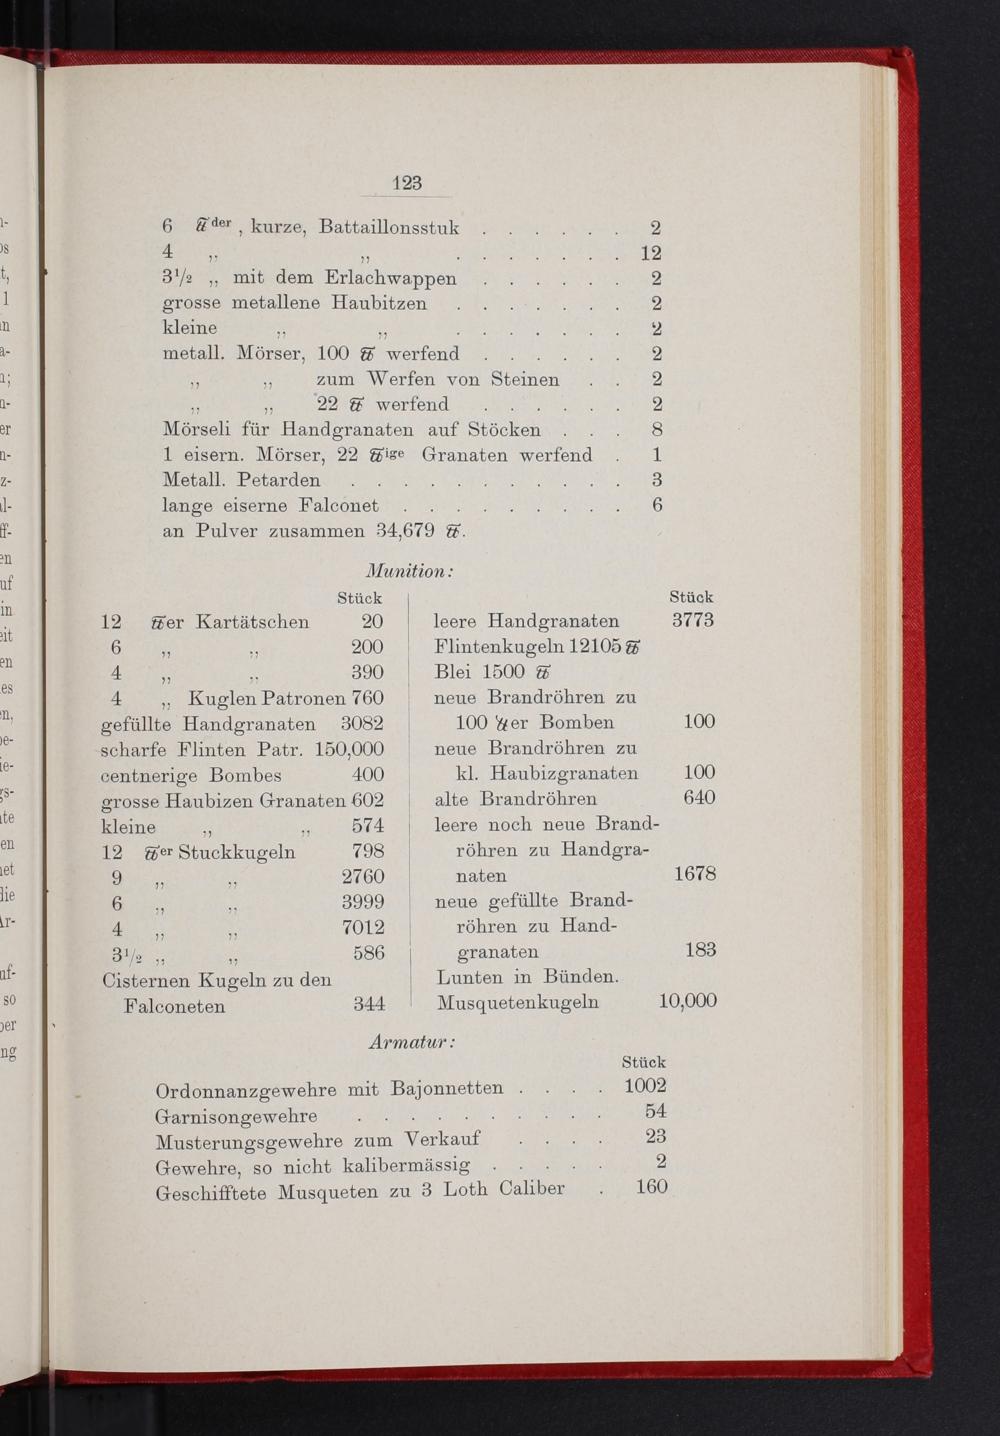 123
6 ℔der, kurze, Battaillonsstuk . . . . . . 2
4 „ „ . . . . . . . 12
3½ „ mit dem Erlachwappen . . . . . . 2
grosse metallene Haubitzen . . . . . . . 2
kleine „ „ . . . . . . . 2
metall. Mörser, 100 ℔ werfend . . . . . . 2
„ „ zum Werfen von Steinen . . 2
„ „ 22 ℔ werfend . . . . . . 2
Mörseli für Handgranaten auf Stöcken . . . 8
1 eisern. Mörser, 22 ℔ige Granaten werfend . 1
Metall. Petarden . . . . . . . . . . . 3
lange eiserne Falconet . . . . . . . . . 6
an Pulver zusammen 34,679 ℔.
Munition:
Stück
12 ℔er Kartätschen 20
6 „ „ 200
4 „ „ 390
4 „ Kuglen Patronen 760
gefüllte Handgranaten 3082
scharfe Flinten Patr. 150,000
centnerige Bombes 400
grosse Haubizen Granaten 602
kleine „ „ 574
12 ℔er Stuckkugeln 798
9 „ „ 2760
6 „ „ 3999
4 „ „ 7012
3½ „ „ 586
Cisternen Kugeln zu den
Falconeten 344
Stück
leere Handgranaten 3773
Flintenkugeln 12105 ℔
Blei 1500 ℔
neue Brandröhren zu
100 ℔er Bomben 100
neue Brandröhren zu
kl. Haubizgranaten 100
alte Brandröhren 640
leere noch neue Brand-
röhren zu Handgra-
naten 1678
neue gefüllte Brand-
röhren zu Hand-
granaten 183
Lunten in Bünden.
Musquetenkugeln 10,000
Armatur:
Stück
Ordonnanzgewehre mit Bajonnetten . . . . 1002
Garnisongewehre . . . . . . . . . . 54
Musterungsgewehre zum Verkauf . . . . 23
Gewehre, so nicht kalibermässig . . . . . 2
Geschifftete Musqueten zu 3 Loth Caliber . 160